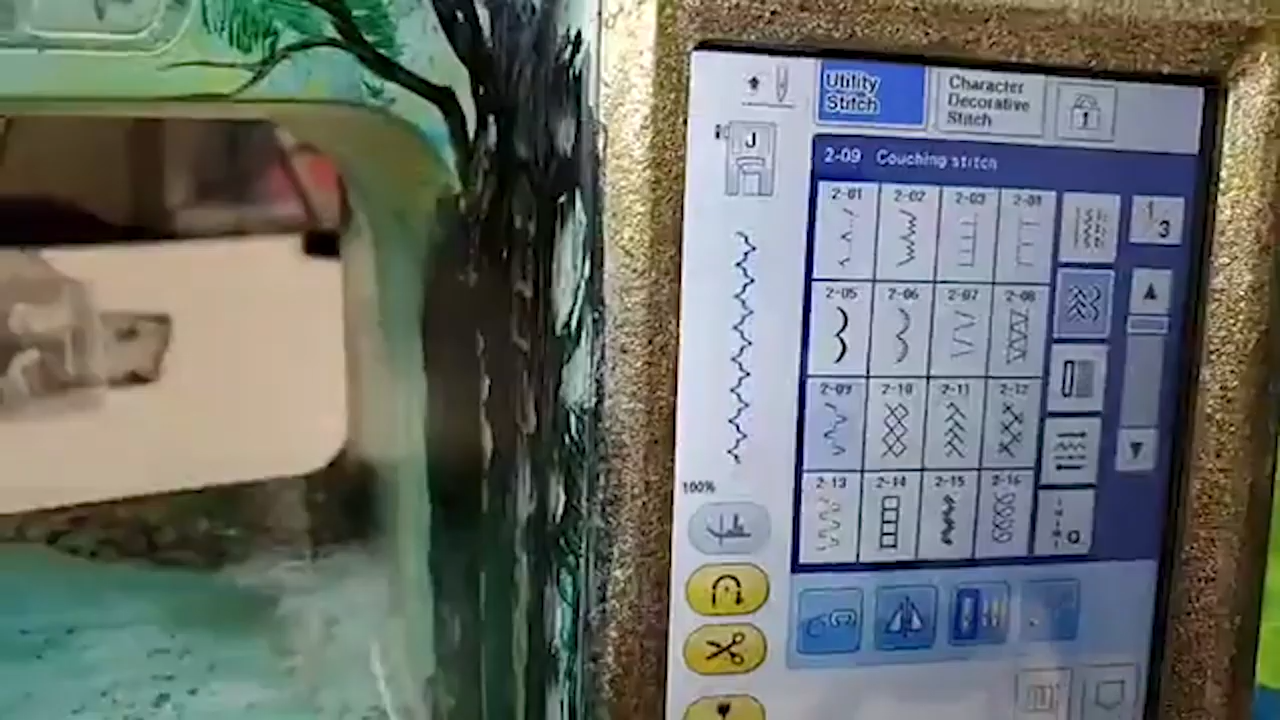 Utility
Stitch
Character
Decorative
Stitch
J
2-09 Couching stitch
2-01 2-02 2-03 2-04
1/3
2-05 2-06 2-07 2-08
2-09 2-10 2-11 2-12
2-13 2-14 2-15 2-16
100%
Q